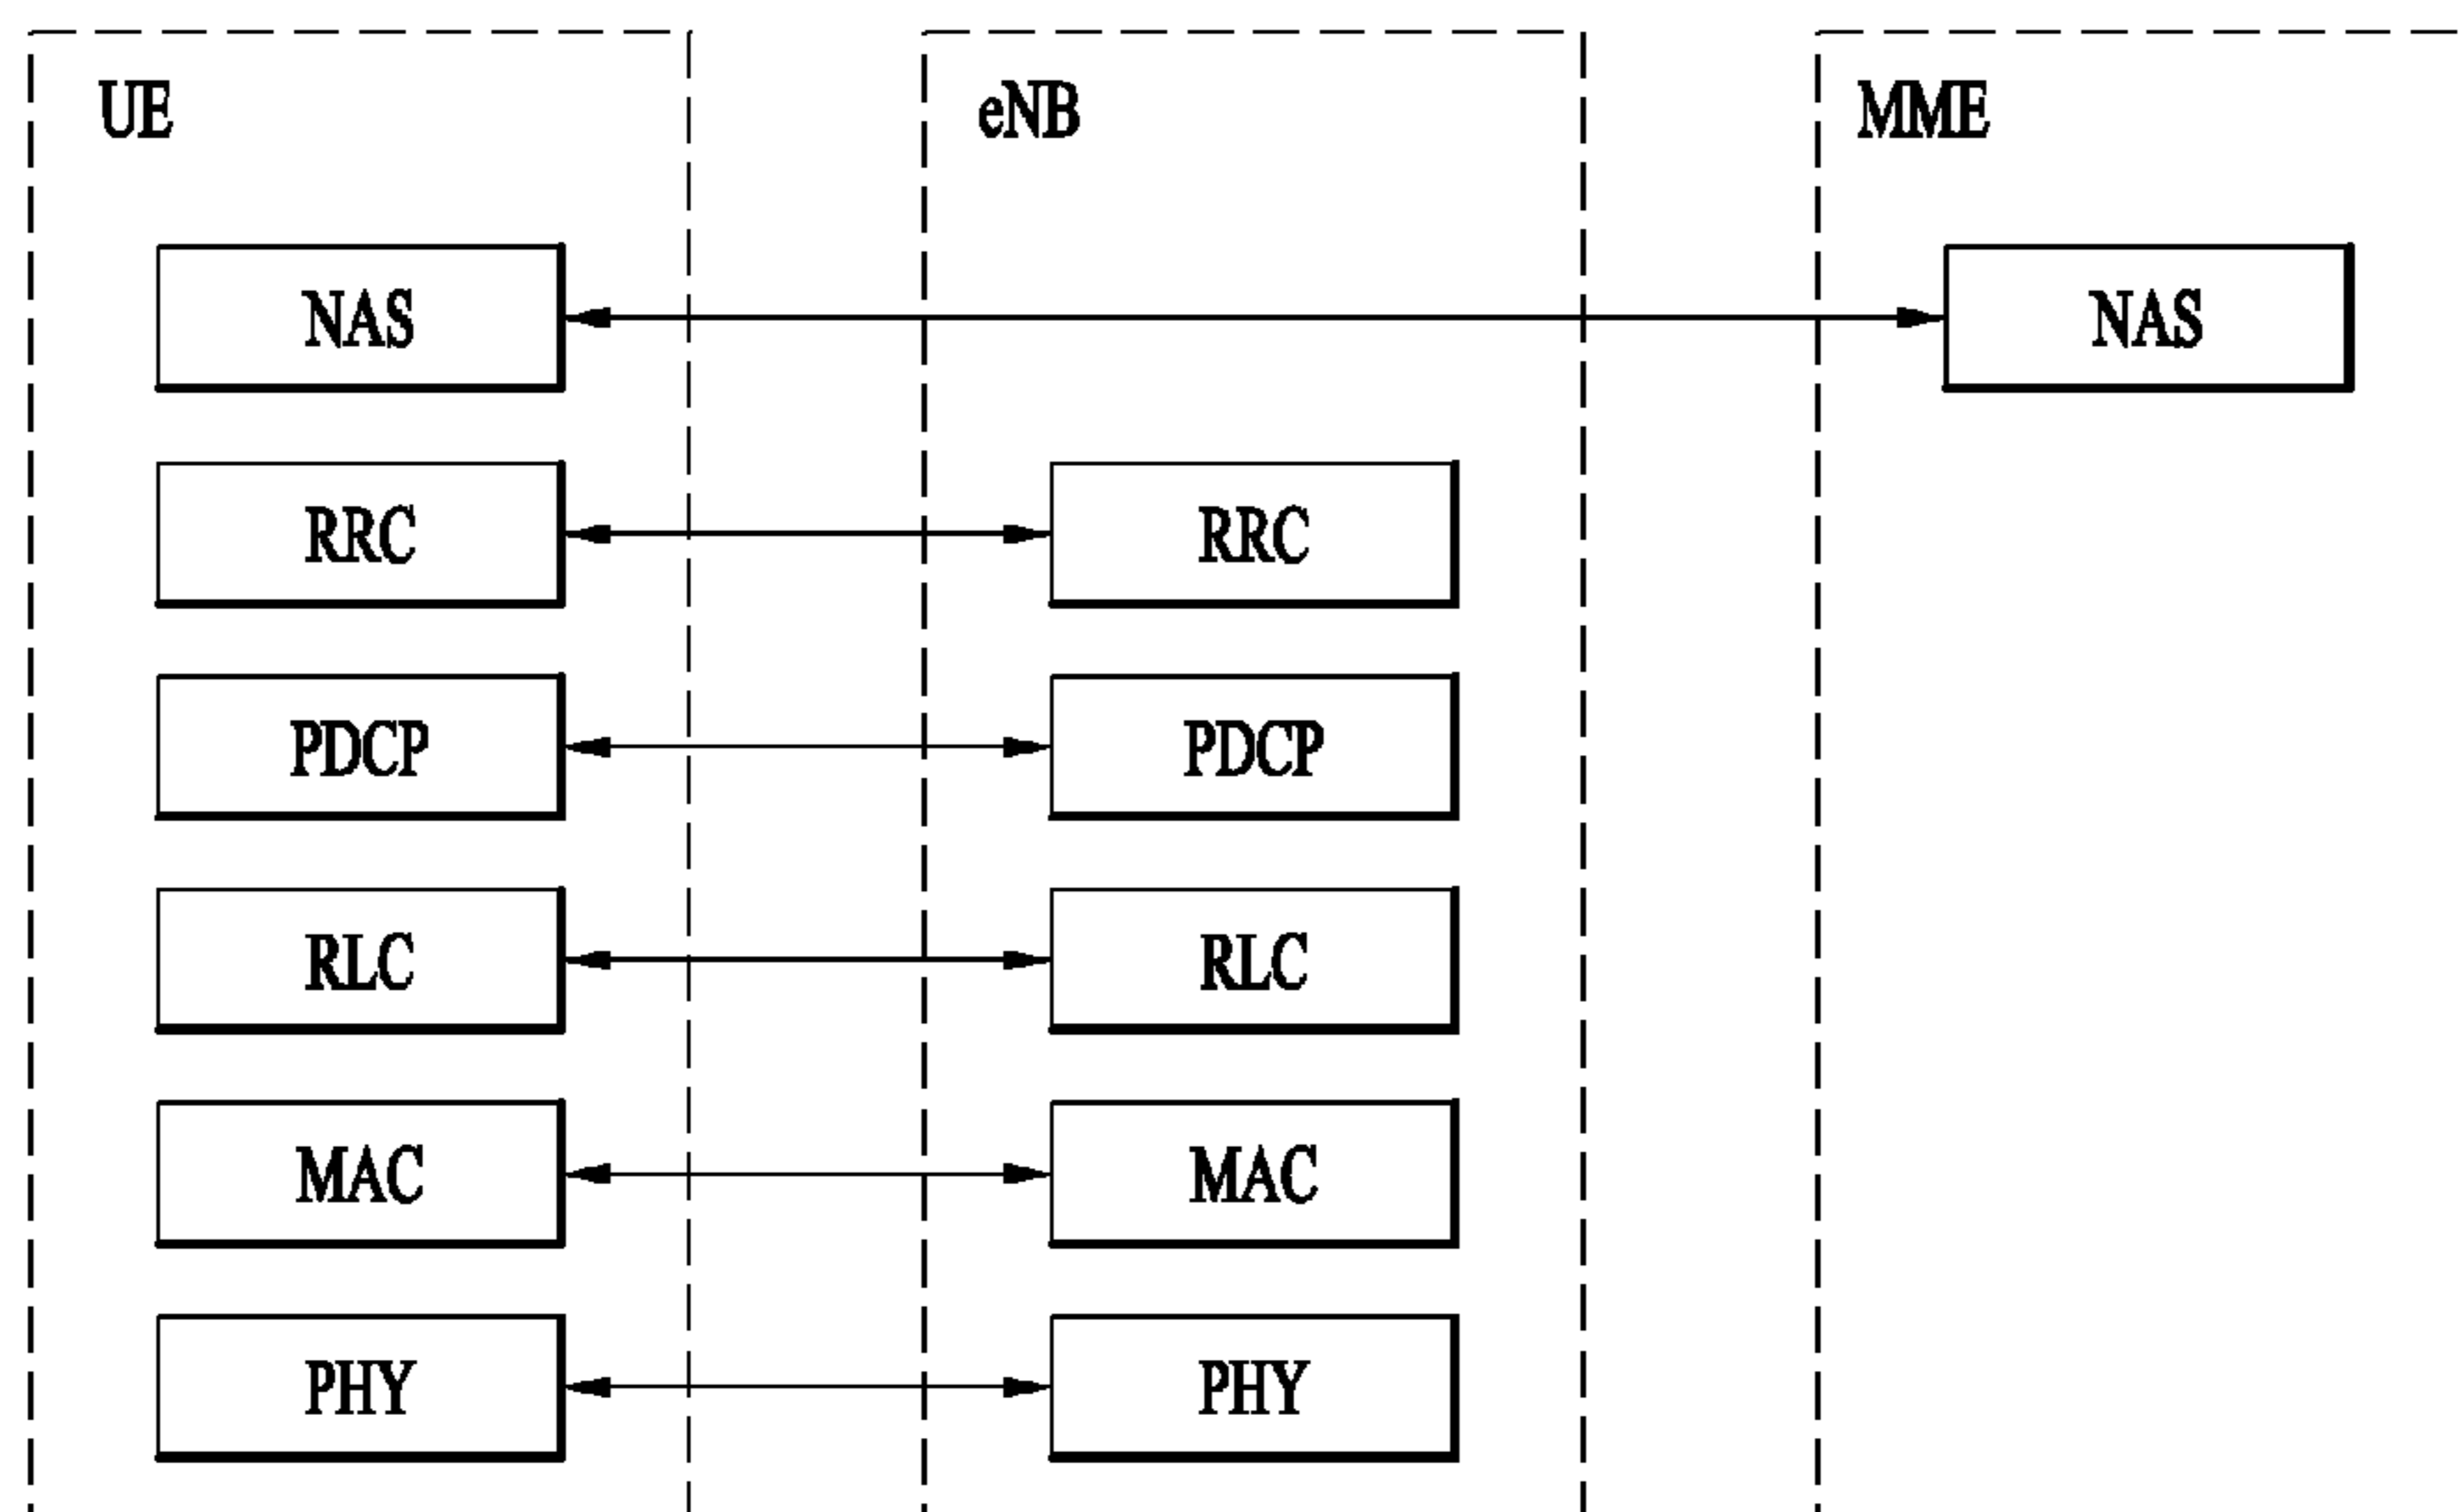 UE eNB MME
NAS NAS
RRC RRC
PDCP PDCP
RLC RLC
MAC MAC
PHY PHY